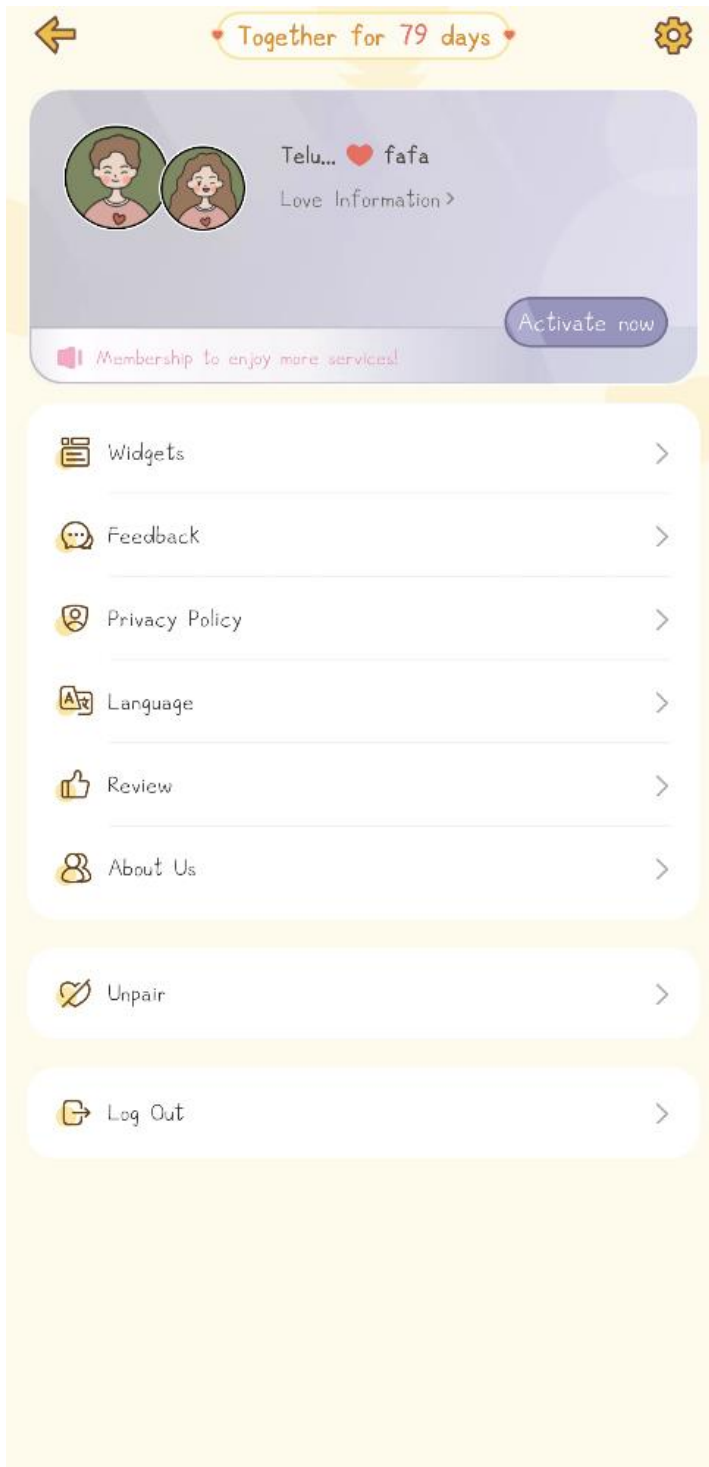 Together for 79 days
Telu... ❤ fafa
Love Information >
Activate now
Membership to enjoy more services!
Widgets
Feedback
Privacy Policy
Language
Review
About Us
Unpair
Log Out